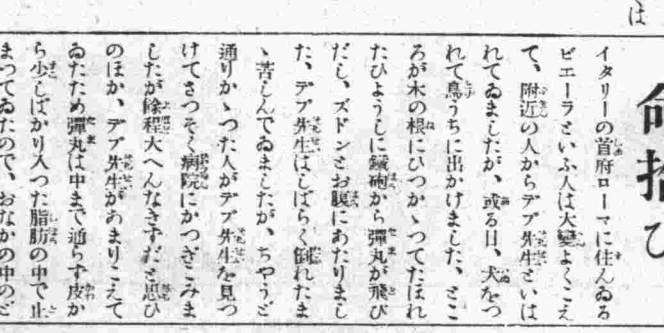 は
命拾ひ
イタリーの首府ローマに住んゐる
ビエーラといふ人は大變よくこえ
て、附近の人からデブ先生といは
れてゐましたが、或る日、犬をつ
れて鳥うちに出かけました、とこ
ろが木の根にひつかゝつてたほれ
たひようしに鐵砲から彈丸が飛び
だし、ズドンとお腹にあたりまし
た、デブ先生はしばらく倒れたま
ゝ苦しんでゐましたが、ちやうど
通りかゝつた人がデブ先生を見つ
けてさつそく病院にかつぎこみま
したが餘程大へんなきずだと思ひ
のほか、デブ先生があまりこえて
ゐたため彈丸は中まで通らず皮か
ら少しばかり入つた脂肪の中で止
まつてゐたので、おなかの中のど